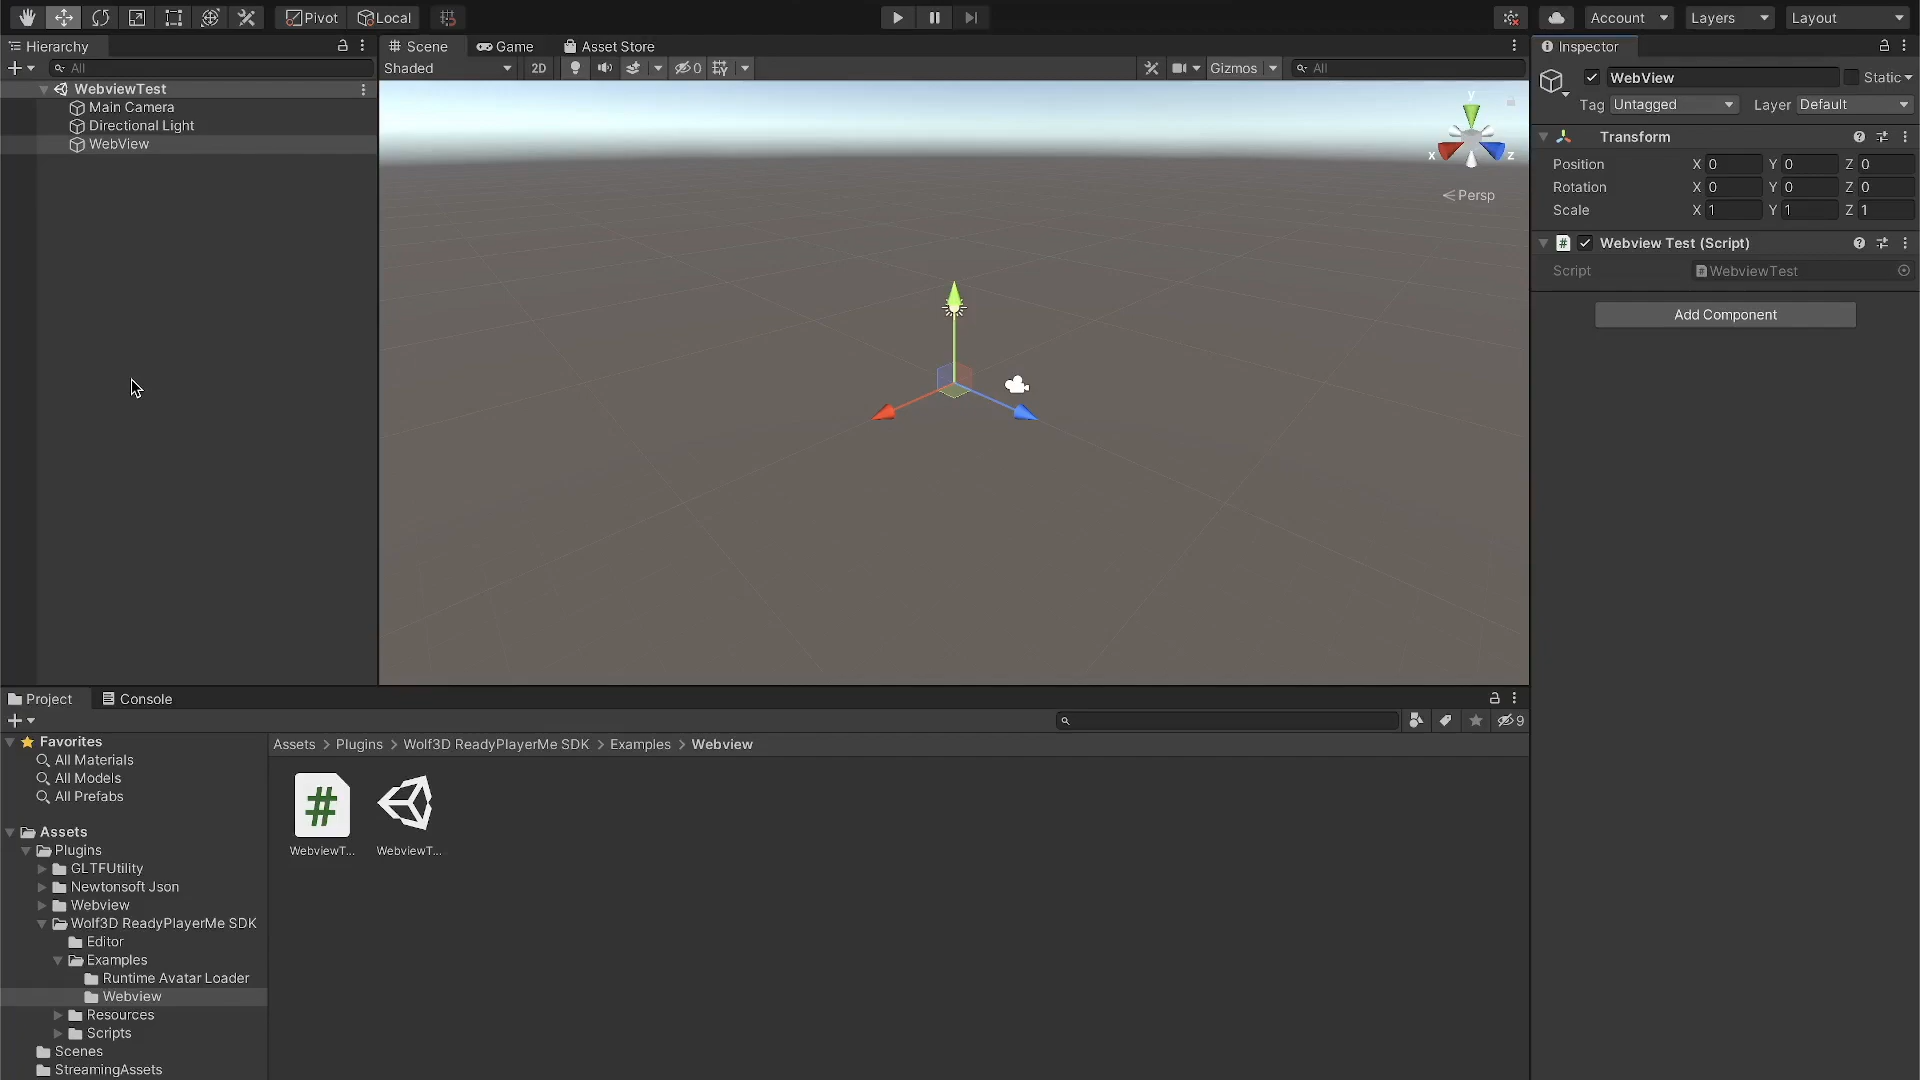 Pivot Local Account Layers Layout
Hierarchy
All
WebviewTest
Main Camera
Directional Light
WebView
Scene Game Asset Store
Shaded 2D 0 Gizmos All
y
x z
Persp
Inspector
WebView Static
Tag Untagged Layer Default
Transform
Position X 0 Y 0 Z 0
Rotation X 0 Y 0 Z 0
Scale X 1 Y 1 Z 1
# Webview Test (Script)
Script WebviewTest
Add Component
Project Console
9
Favorites
All Materials
All Models
All Prefabs
Assets
Plugins
GLTFUtility
Newtonsoft Json
Webview
Wolf3D ReadyPlayerMe SDK
Editor
Examples
Runtime Avatar Loader
Webview
Resources
Scripts
Scenes
StreamingAssets
Assets > Plugins > Wolf3D ReadyPlayerMe SDK > Examples > Webview
#
WebviewT... WebviewT...